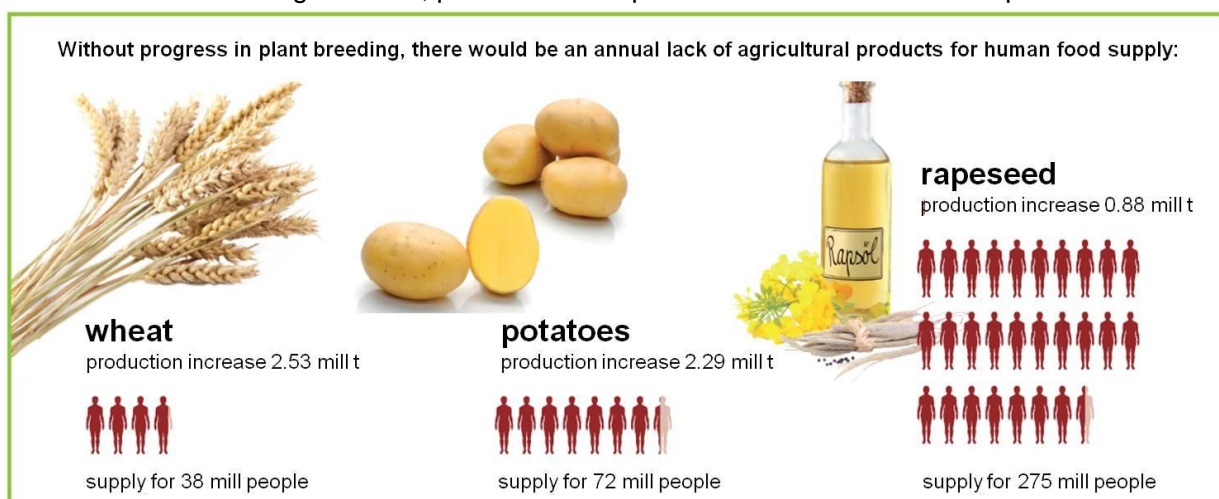 Without progress in plant breeding, there would be an annual lack of agricultural products for human food supply:
wheat
production increase 2.53 mill t
supply for 38 mill people
potatoes
production increase 2.29 mill t
supply for 72 mill people
Rapsöl
rapeseed
production increase 0.88 mill t
supply for 275 mill people